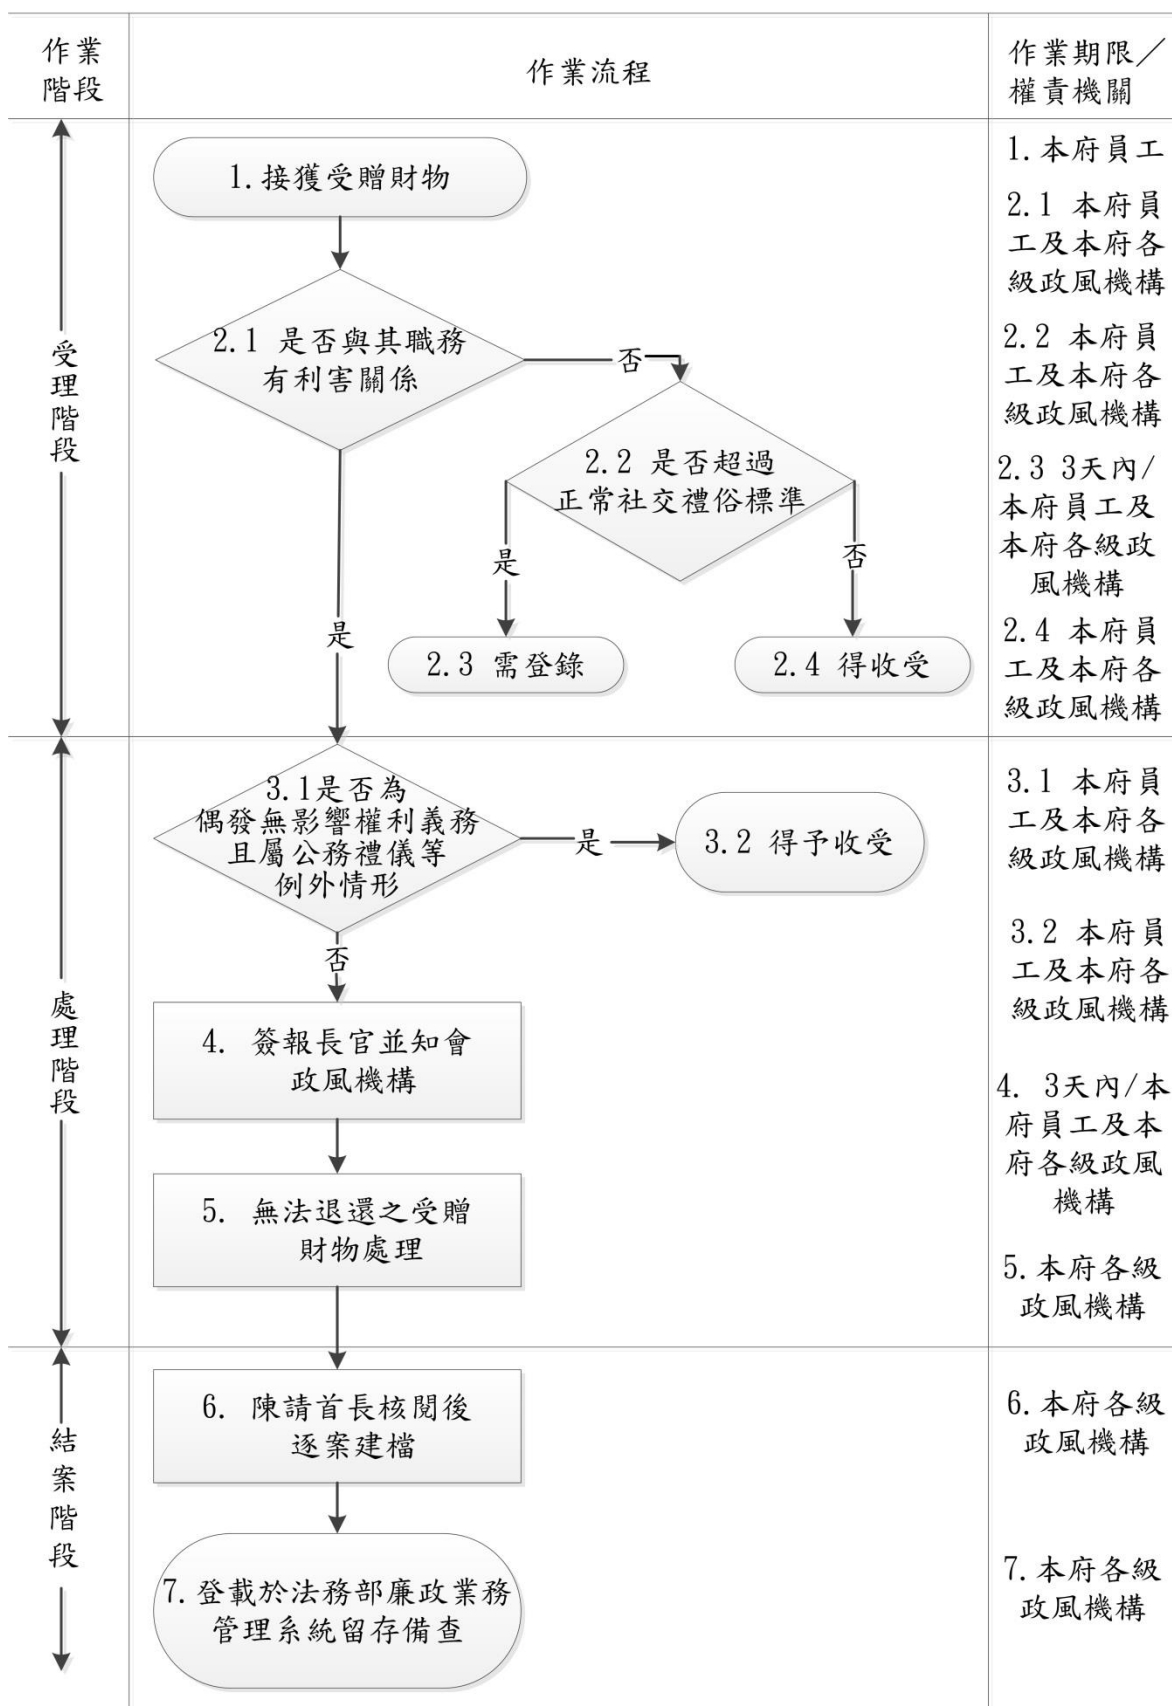 作業
階段
作業流程
作業期限／
權責機關
受
理
階
段
1.接獲受贈財物
2.1 是否與其職務
有利害關係
否
2.2 是否超過
正常社交禮俗標準
是
否
是
2.3 需登錄
2.4 得收受
1.本府員工
2.1 本府員
工及本府各
級政風機構
2.2 本府員
工及本府各
級政風機構
2.3 3天內/
本府員工及
本府各級政
風機構
2.4 本府員
工及本府各
級政風機構
處
理
階
段
3.1是否為
偶發無影響權利義務
且屬公務禮儀等
例外情形
是
3.2 得予收受
否
4. 簽報長官並知會
政風機構
5. 無法退還之受贈
財物處理
3.1 本府員
工及本府各
級政風機構
3.2 本府員
工及本府各
級政風機構
4. 3天內/本
府員工及本
府各級政風
機構
5.本府各級
政風機構
結
案
階
段
6. 陳請首長核閱後
逐案建檔
7.登載於法務部廉政業務
管理系統留存備查
6.本府各級
政風機構
7.本府各級
政風機構